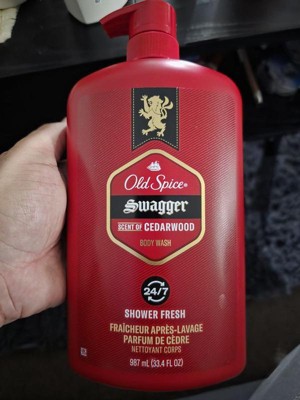 Old Spice®
Swagger
SCENT OF CEDARWOOD
BODY WASH
24/7
SHOWER FRESH
FRAÎCHEUR APRÈS-LAVAGE
PARFUM DE CÈDRE
NETTOYANT CORPS
987 mL (33.4 FL OZ)